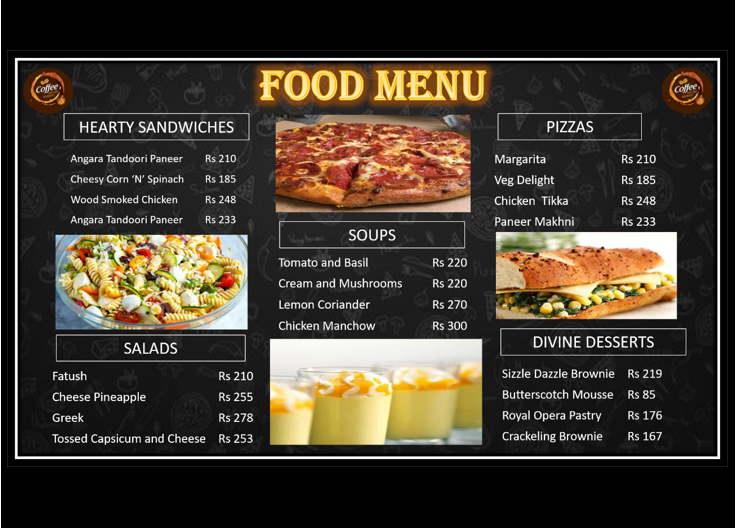 FOOD MENU
Coffee
Coffee
HEARTY SANDWICHES
Angara Tandoori Paneer Rs 210
Cheesy Corn ‘N’ Spinach Rs 185
Wood Smoked Chicken Rs 248
Angara Tandoori Paneer Rs 233
SALADS
Fatush Rs 210
Cheese Pineapple Rs 255
Greek Rs 278
Tossed Capsicum and Cheese Rs 253
SOUPS
Tomato and Basil Rs 220
Cream and Mushrooms Rs 220
Lemon Coriander Rs 270
Chicken Manchow Rs 300
PIZZAS
Margarita Rs 210
Veg Delight Rs 185
Chicken Tikka Rs 248
Paneer Makhni Rs 233
DIVINE DESSERTS
Sizzle Dazzle Brownie Rs 219
Butterscotch Mousse Rs 85
Royal Opera Pastry Rs 176
Crackeling Brownie Rs 167